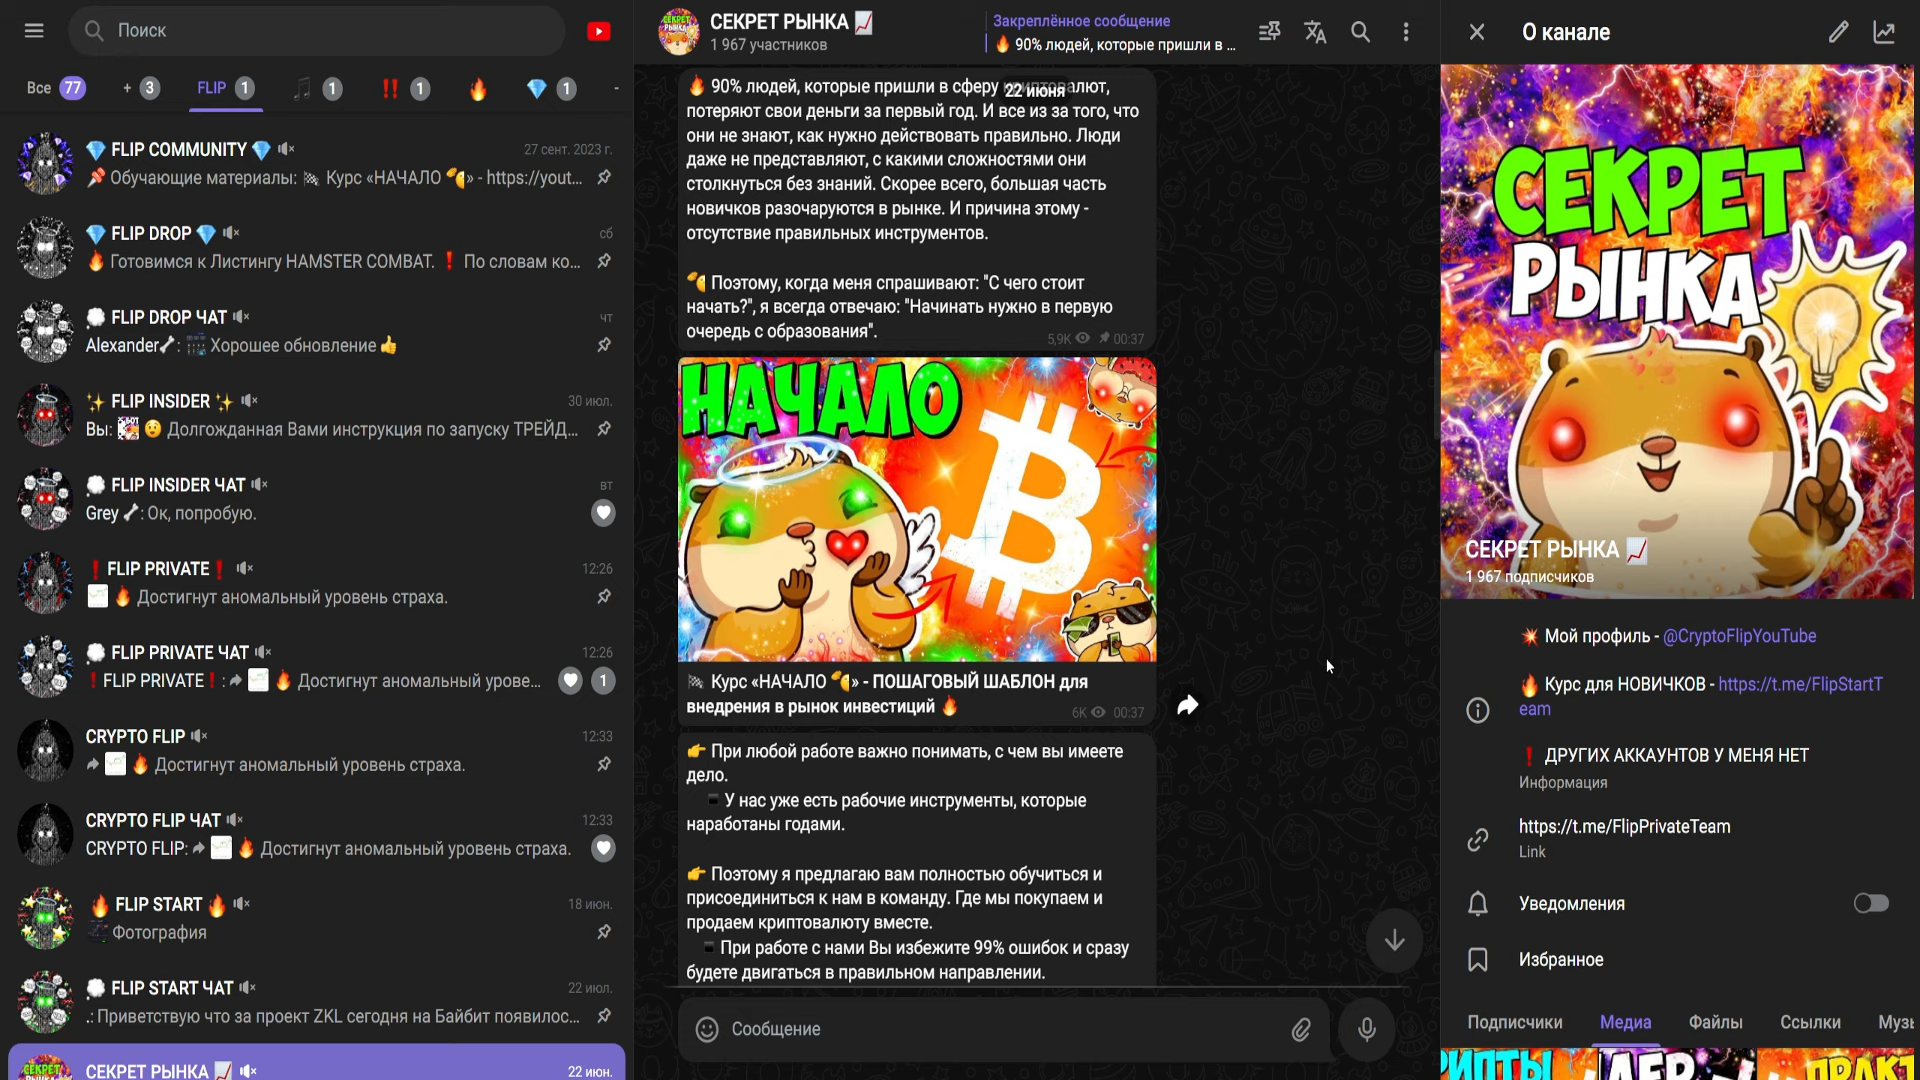 Поиск
Все 77
+ 3
FLIP 1
1
1
1
FLIP COMMUNITY
27 сент. 2023 г.
Обучающие материалы: Курс «НАЧАЛО » - https://yout...
FLIP DROP
сб
Готовимся к Листингу HAMSTER COMBAT. По словам ко...
FLIP DROP ЧАТ
чт
Alexander : Хорошее обновление
FLIP INSIDER
30 июл.
Вы: Долгожданная Вами инструкция по запуску ТРЕЙД...
FLIP INSIDER ЧАТ
вт
Grey : Ок, попробую.
FLIP PRIVATE
12:26
Достигнут аномальный уровень страха.
FLIP PRIVATE ЧАТ
12:26
FLIP PRIVATE : Достигнут аномальный урове...
1
CRYPTO FLIP
12:33
Достигнут аномальный уровень страха.
CRYPTO FLIP ЧАТ
12:33
CRYPTO FLIP: Достигнут аномальный уровень страха.
FLIP START
18 июн.
Фотография
FLIP START ЧАТ
22 июл.
.: Приветствую что за проект ZKL сегодня на Байбит появилос...
СЕКРЕТ РЫНКА
22 июн.
СЕКРЕТ РЫНКА
1 967 участников
Закреплённое сообщение
90% людей, которые пришли в ...
22 июня
90% людей, которые пришли в сферу криптовалют,
потеряют свои деньги за первый год. И все из за того, что
они не знают, как нужно действовать правильно. Люди
даже не представляют, с какими сложностями они
столкнуться без знаний. Скорее всего, большая часть
новичков разочаруются в рынке. И причина этому -
отсутствие правильных инструментов.
Поэтому, когда меня спрашивают: "С чего стоит
начать?", я всегда отвечаю: "Начинать нужно в первую
очередь с образования".
5,9K 00:37
НАЧАЛО
Курс «НАЧАЛО » - ПОШАГОВЫЙ ШАБЛОН для
внедрения в рынок инвестиций
6K 00:37
При любой работе важно понимать, с чем вы имеете
дело.
У нас уже есть рабочие инструменты, которые
наработаны годами.
Поэтому я предлагаю вам полностью обучиться и
присоединиться к нам в команду. Где мы покупаем и
продаем криптовалюту вместе.
При работе с нами Вы избежите 99% ошибок и сразу
будете двигаться в правильном направлении.
Сообщение
О канале
СЕКРЕТ
РЫНКА
СЕКРЕТ РЫНКА
1 967 подписчиков
Мой профиль - @CryptoFlipYouTube
Курс для НОВИЧКОВ - https://t.me/FlipStartT
eam
ДРУГИХ АККАУНТОВ У МЕНЯ НЕТ
Информация
https://t.me/FlipPrivateTeam
Link
Уведомления
Избранное
Подписчики
Медиа
Файлы
Ссылки
Музы